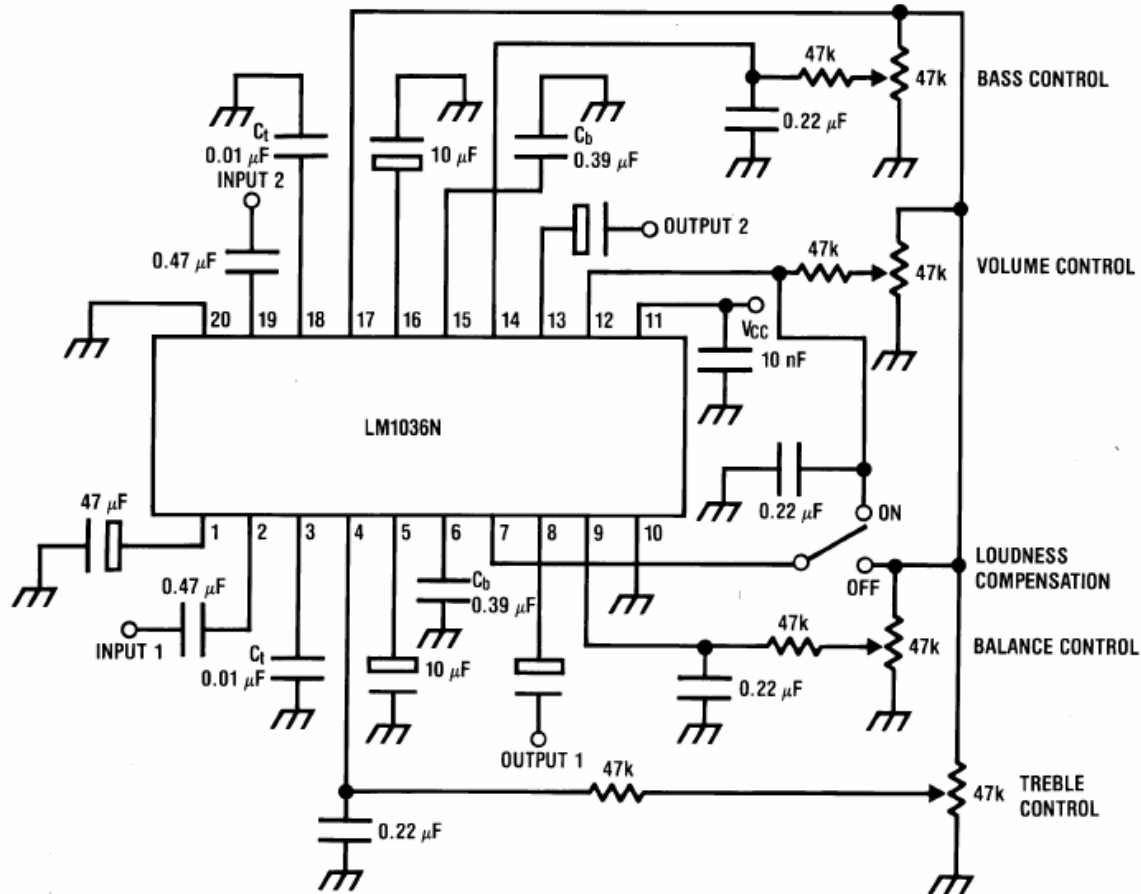 47k
47k
BASS CONTROL
0.22 µF
Ct
0.01 µF
10 µF
Cb
0.39 µF
INPUT 2
0.47 µF
OUTPUT 2
47k
47k
VOLUME CONTROL
20 19 18 17 16 15 14 13 12 11
VCC
10 nF
LM1036N
0.22 µF
ON
OFF
LOUDNESS
COMPENSATION
47 µF
1 2 3 4 5 6 7 8 9 10
0.47 µF
INPUT 1
Ct
0.01 µF
10 µF
Cb
0.39 µF
OUTPUT 1
47k
47k
BALANCE CONTROL
0.22 µF
47k
47k
TREBLE
CONTROL
0.22 µF